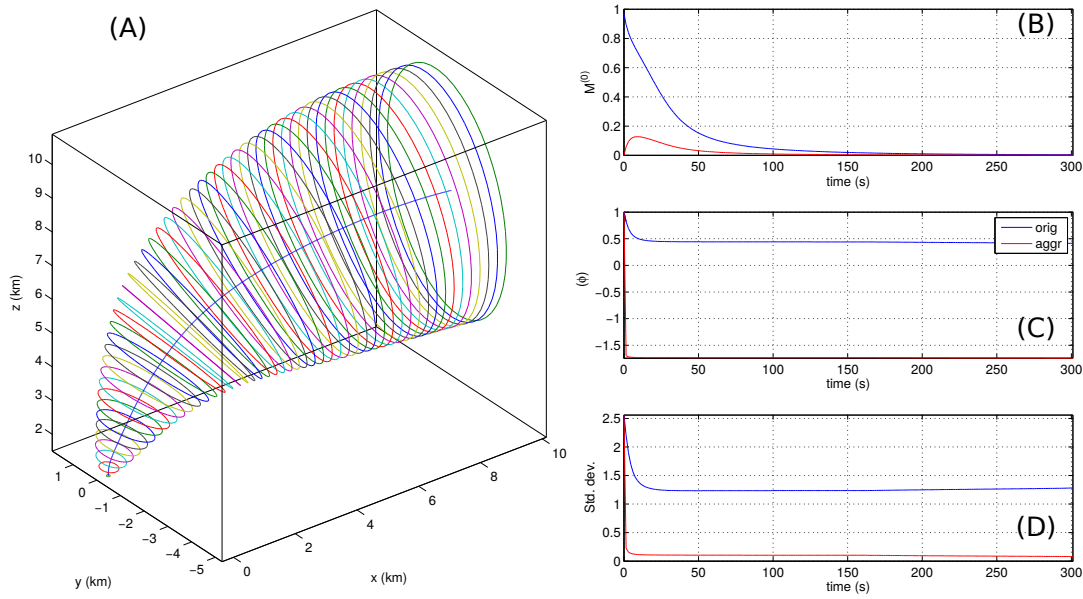 (A)
10
9
8
7
6
5
4
3
2
z (km)
1
0
−1
−2
−3
−4
−5
y (km)
0
2
4
6
8
10
x (km)
(B)
1
0.8
0.6
0.4
0.2
0
M(0)
0 50 100 150 200 250 300
time (s)
(C)
1
0.5
0
−0.5
−1
−1.5
⟨ϕ⟩
orig
aggr
0 50 100 150 200 250 300
time (s)
(D)
2.5
2
1.5
1
0.5
0
Std. dev.
0 50 100 150 200 250 300
time (s)